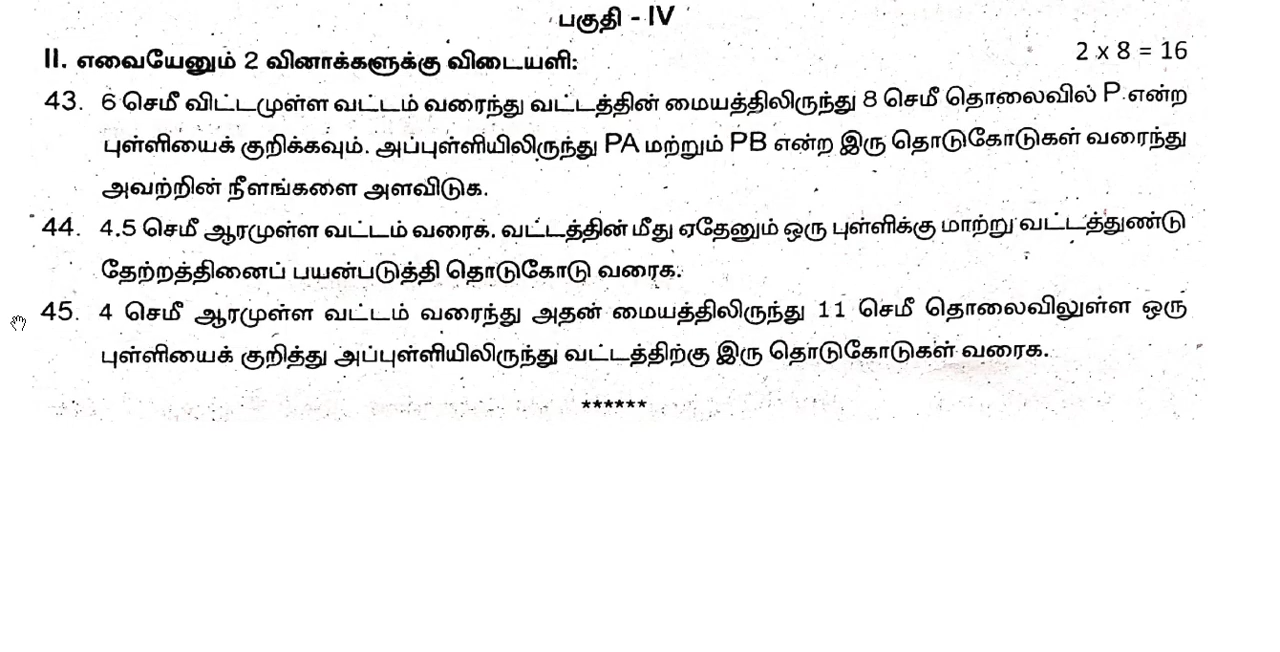 பகுதி - IV
II. எவையேனும் 2 வினாக்களுக்கு விடையளி: 2 x 8 = 16
43. 6 செமீ விட்டமுள்ள வட்டம் வரைந்து வட்டத்தின் மையத்திலிருந்து 8 செமீ தொலைவில் P என்ற
புள்ளியைக் குறிக்கவும். அப்புள்ளியிலிருந்து PA மற்றும் PB என்ற இரு தொடுகோடுகள் வரைந்து
அவற்றின் நீளங்களை அளவிடுக.
44. 4.5 செமீ ஆரமுள்ள வட்டம் வரைக. வட்டத்தின் மீது ஏதேனும் ஒரு புள்ளிக்கு மாற்று வட்டத்துண்டு
தேற்றத்தினைப் பயன்படுத்தி தொடுகோடு வரைக.
45. 4 செமீ ஆரமுள்ள வட்டம் வரைந்து அதன் மையத்திலிருந்து 11 செமீ தொலைவிலுள்ள ஒரு
புள்ளியைக் குறித்து அப்புள்ளியிலிருந்து வட்டத்திற்கு இரு தொடுகோடுகள் வரைக.
******